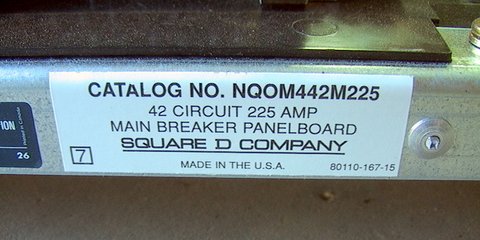 CATALOG NO. NQOM442M225
42 CIRCUIT 225 AMP
MAIN BREAKER PANELBOARD
SQUARE D COMPANY
7
MADE IN THE U.S.A.
80110-167-15
26